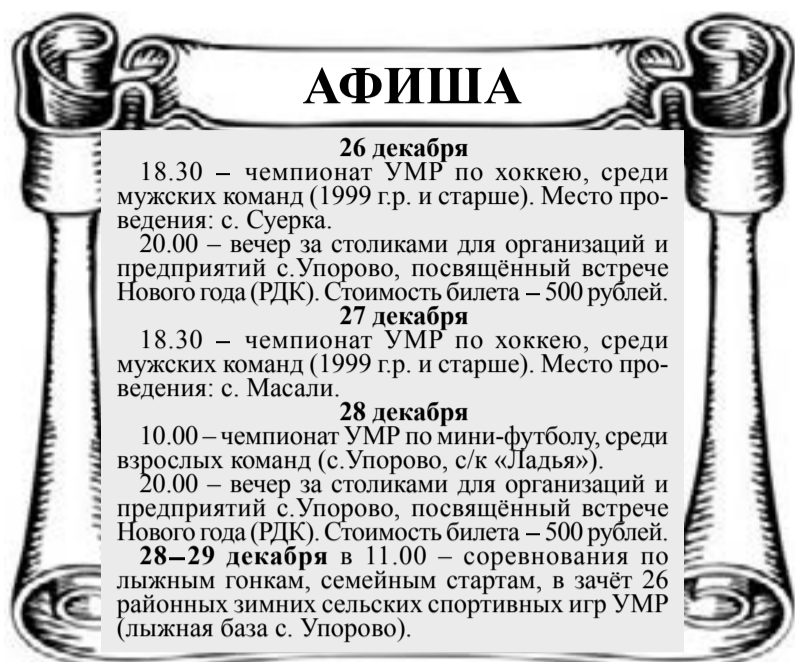 АФИША
26 декабря
18.30 – чемпионат УМР по хоккею, среди
мужских команд (1999 г.р. и старше). Место про-
ведения: с. Суерка.
20.00 – вечер за столиками для организаций и
предприятий с.Упорово, посвящённый встрече
Нового года (РДК). Стоимость билета – 500 рублей.
27 декабря
18.30 – чемпионат УМР по хоккею, среди
мужских команд (1999 г.р. и старше). Место про-
ведения: с. Масали.
28 декабря
10.00 – чемпионат УМР по мини-футболу, среди
взрослых команд (с.Упорово, с/к «Ладья»).
20.00 – вечер за столиками для организаций и
предприятий с.Упорово, посвящённый встрече
Нового года (РДК). Стоимость билета – 500 рублей.
28–29 декабря в 11.00 – соревнования по
лыжным гонкам, семейным стартам, в зачёт 26
районных зимних сельских спортивных игр УМР
(лыжная база с. Упорово).